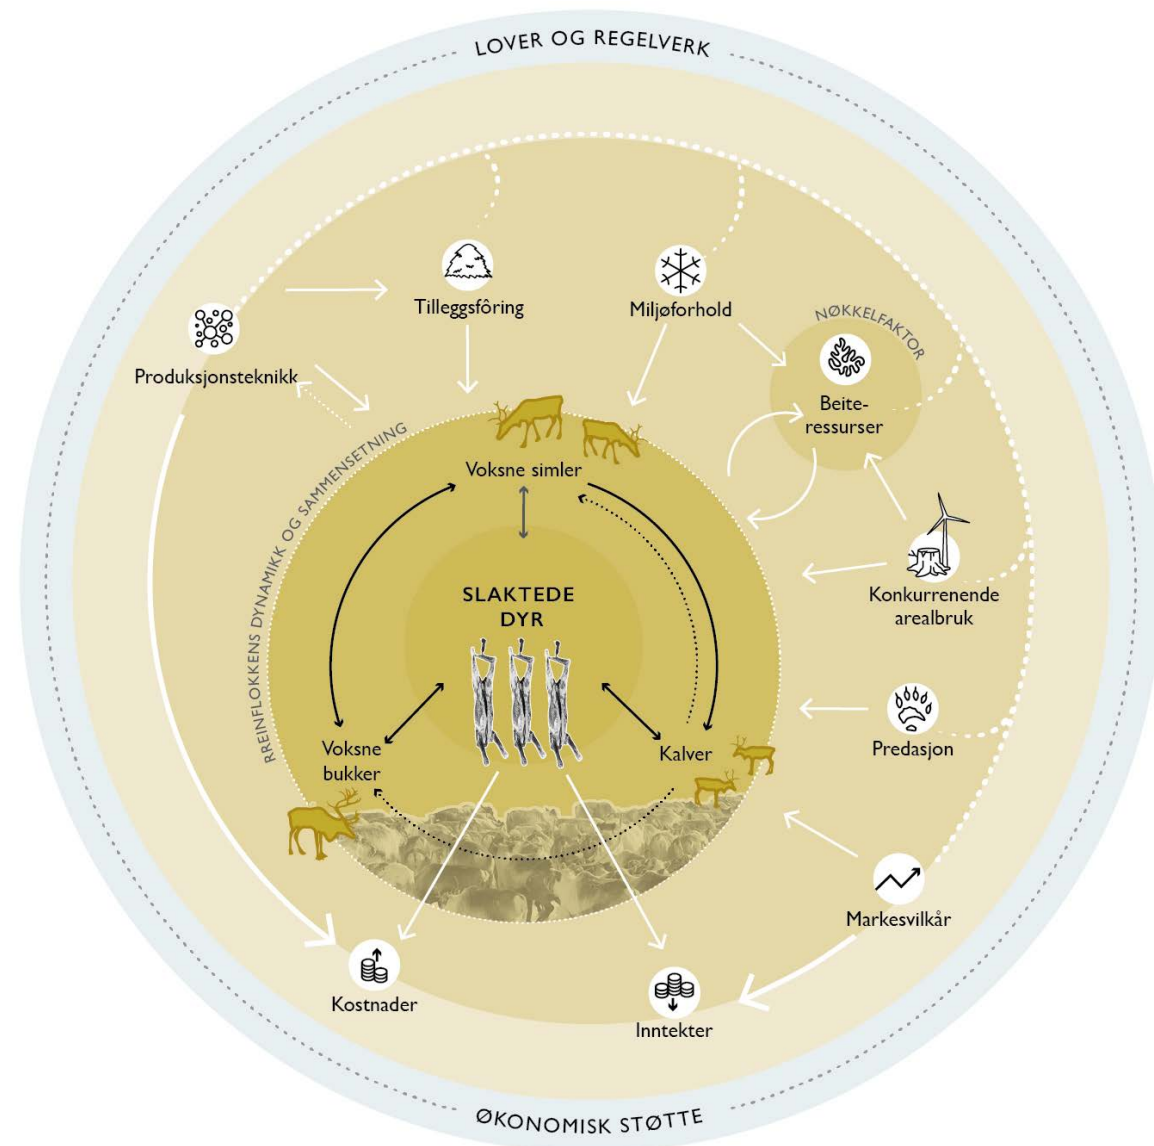 LOVER OG REGELVERK
Tilleggsfôring
Miljøforhold
NØKKELFAKTOR
Beite-
ressurser
Produksjonsteknikk
RREINFLOKKENS DYNAMIKK OG SAMMENSETNING
Voksne simler
Konkurrenende
arealbruk
SLAKTEDE
DYR
Predasjon
Voksne
bukker
Kalver
Markesvilkår
Kostnader
Inntekter
ØKONOMISK STØTTE